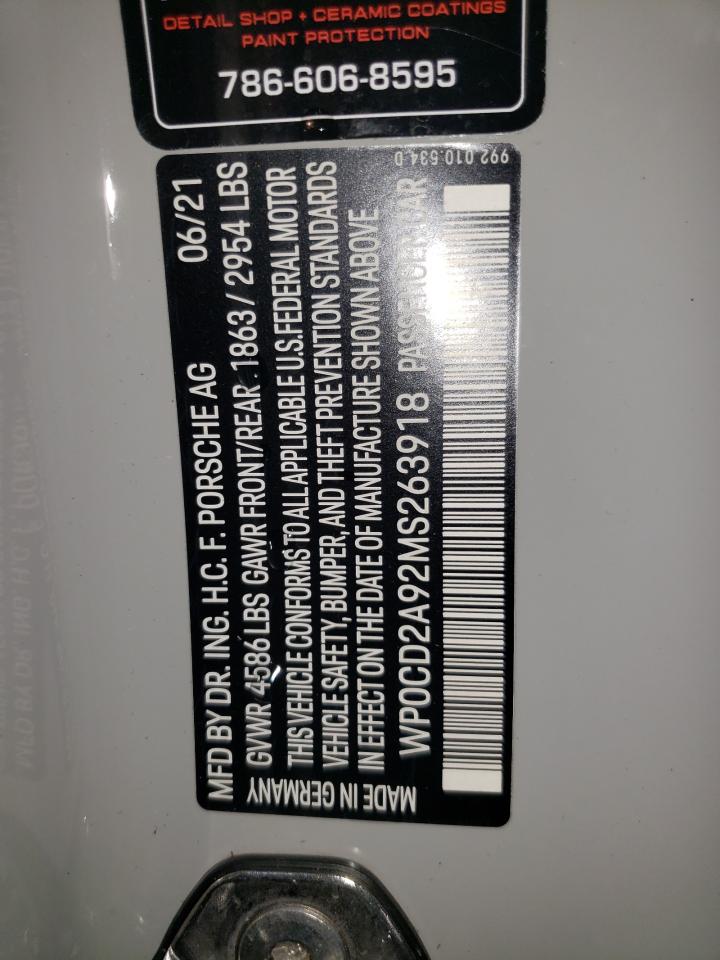 DETAIL SHOP + CERAMIC COATINGS
PAINT PROTECTION
786-606-8595
MFD BY DR. ING. H.C. F. PORSCHE AG 06/21
GVWR 4586 LBS GAWR FRONT/REAR 1863 / 2954 LBS
THIS VEHICLE CONFORMS TO ALL APPLICABLE U.S. FEDERAL MOTOR
VEHICLE SAFETY, BUMPER, AND THEFT PREVENTION STANDARDS
IN EFFECT ON THE DATE OF MANUFACTURE SHOWN ABOVE
WP0CD2A92MS263918 PASSENGER CAR
MADE IN GERMANY
992 010 534 D